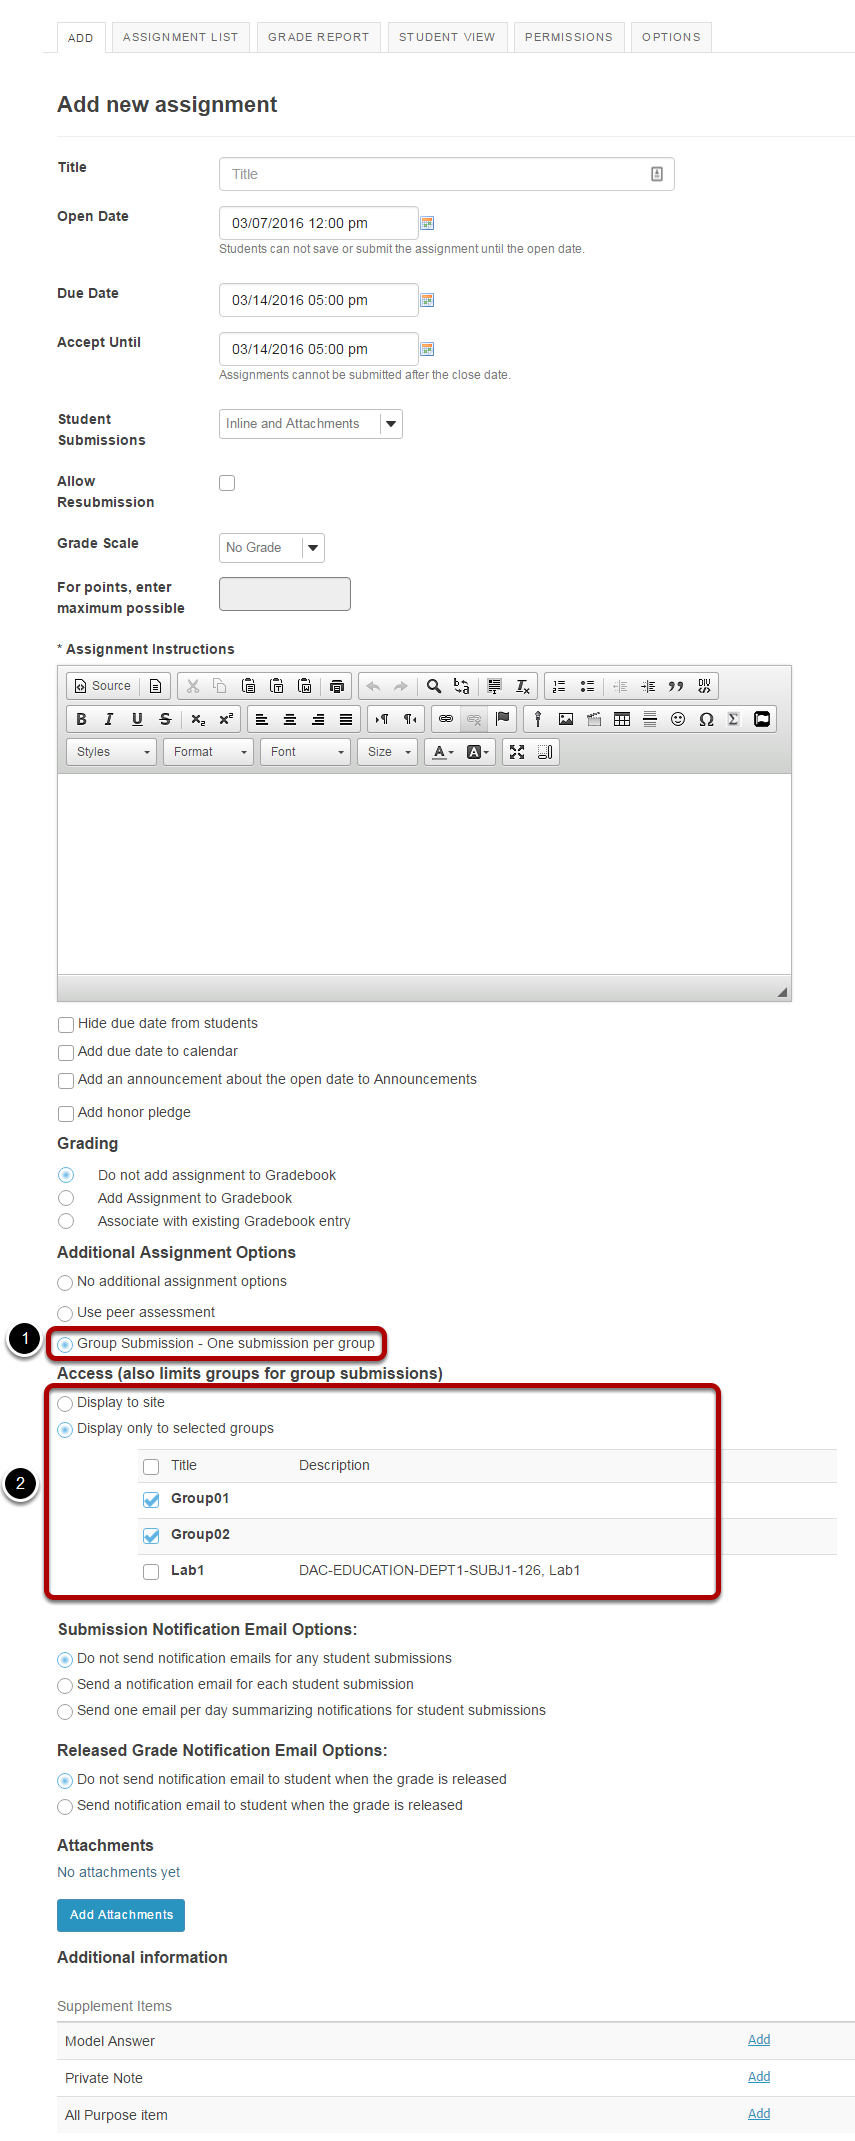 ADD ASSIGNMENT LIST GRADE REPORT STUDENT VIEW PERMISSIONS OPTIONS
Add new assignment
Title Title
Open Date 03/07/2016 12:00 pm
Students can not save or submit the assignment until the open date.
Due Date 03/14/2016 05:00 pm
Accept Until 03/14/2016 05:00 pm
Assignments cannot be submitted after the close date.
Student Inline and Attachments
Submissions
Allow
Resubmission
Grade Scale No Grade
For points, enter
maximum possible
* Assignment Instructions
Source
Styles Format Font Size
Hide due date from students
Add due date to calendar
Add an announcement about the open date to Announcements
Add honor pledge
Grading
Do not add assignment to Gradebook
Add Assignment to Gradebook
Associate with existing Gradebook entry
Additional Assignment Options
No additional assignment options
Use peer assessment
1 Group Submission - One submission per group
Access (also limits groups for group submissions)
Display to site
Display only to selected groups
2 Title Description
Group01
Group02
Lab1 DAC-EDUCATION-DEPT1-SUBJ1-126, Lab1
Submission Notification Email Options:
Do not send notification emails for any student submissions
Send a notification email for each student submission
Send one email per day summarizing notifications for student submissions
Released Grade Notification Email Options:
Do not send notification email to student when the grade is released
Send notification email to student when the grade is released
Attachments
No attachments yet
Add Attachments
Additional information
Supplement Items
Model Answer Add
Private Note Add
All Purpose item Add